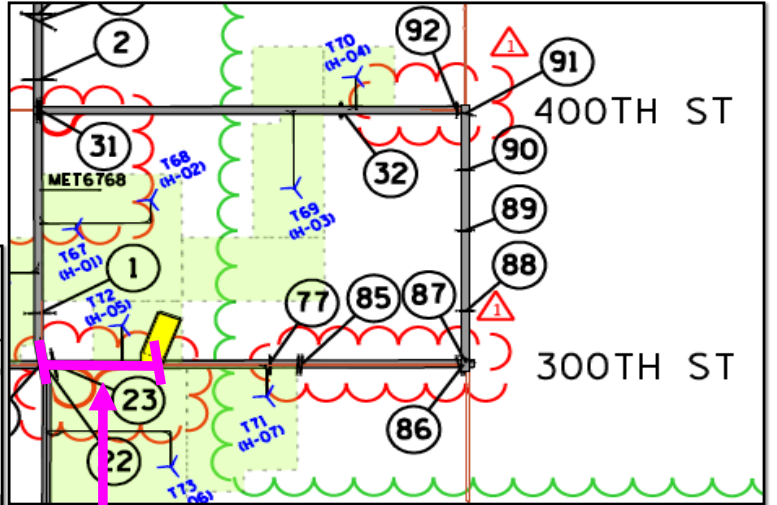 2
92
1
91
T70
(H-04)
400TH ST
31
32
90
T68
(H-02)
MET6768
T69
(H-03)
89
T67
(H-01)
1
88
T72
(H-05)
77
85
87
1
300TH ST
23
86
T71
(H-07)
22
T73
06)